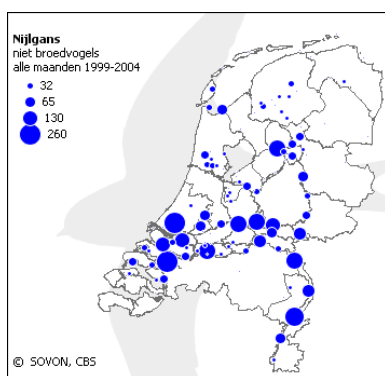 Nijlgans
niet broedvogels
alle maanden 1999-2004
32
65
130
260
© SOVON, CBS